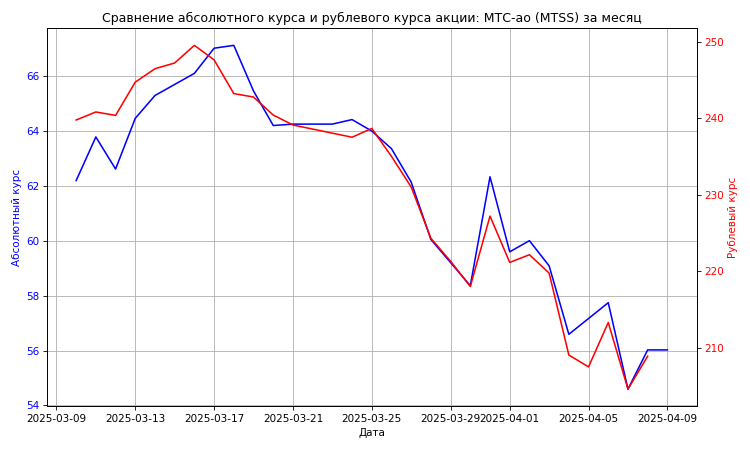 Сравнение абсолютного курса и рублевого курса акции: МТС-ао (MTSS) за месяц
Абсолютный курс
66
64
62
60
58
56
54
250
240
230
220
210
Рублевый курс
2025-03-09 2025-03-13 2025-03-17 2025-03-21 2025-03-25 2025-03-29 2025-04-01 2025-04-05 2025-04-09
Дата